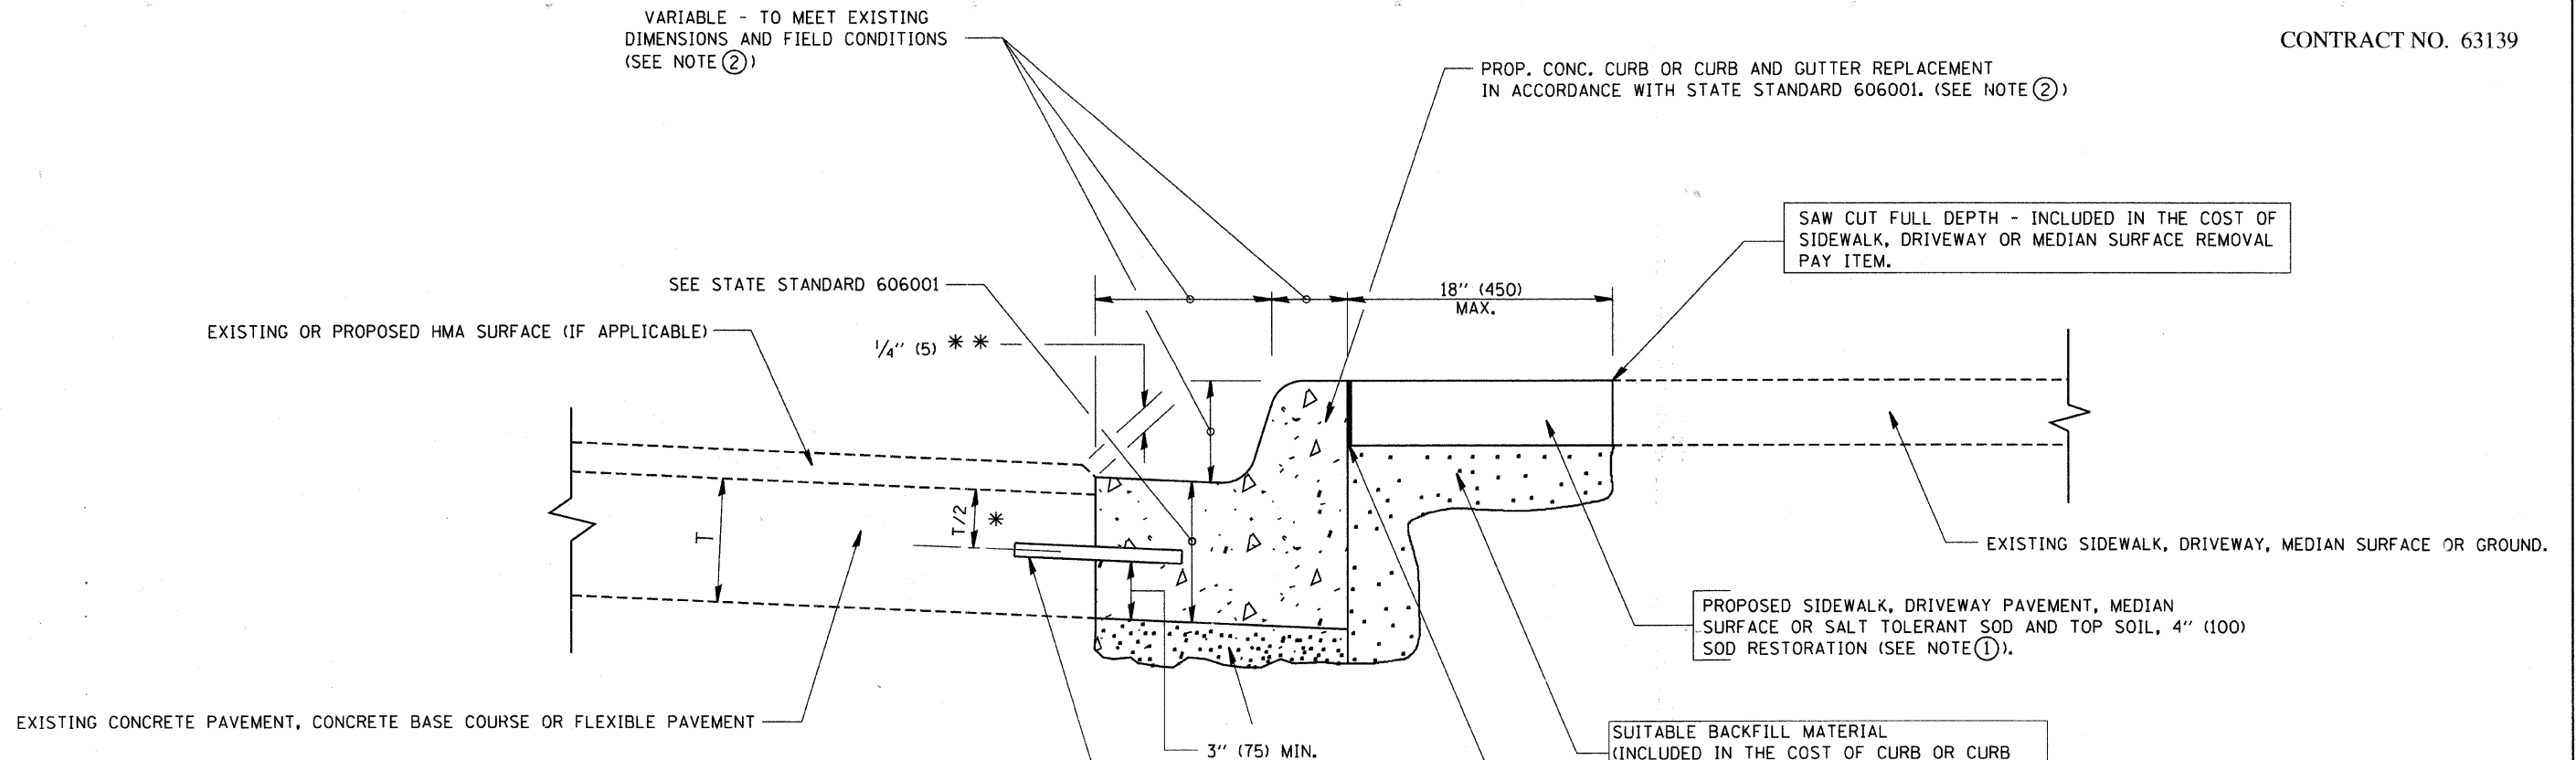 VARIABLE - TO MEET EXISTING
DIMENSIONS AND FIELD CONDITIONS
(SEE NOTE ②)
CONTRACT NO. 63139
PROP. CONC. CURB OR CURB AND GUTTER REPLACEMENT
IN ACCORDANCE WITH STATE STANDARD 606001. (SEE NOTE ②)
SAW CUT FULL DEPTH - INCLUDED IN THE COST OF
SIDEWALK, DRIVEWAY OR MEDIAN SURFACE REMOVAL
PAY ITEM.
SEE STATE STANDARD 606001
18" (450)
MAX.
EXISTING OR PROPOSED HMA SURFACE (IF APPLICABLE)
1/4" (5) * *
T
T/2 *
EXISTING SIDEWALK, DRIVEWAY, MEDIAN SURFACE OR GROUND.
PROPOSED SIDEWALK, DRIVEWAY PAVEMENT, MEDIAN
SURFACE OR SALT TOLERANT SOD AND TOP SOIL, 4" (100)
SOD RESTORATION (SEE NOTE ①).
EXISTING CONCRETE PAVEMENT, CONCRETE BASE COURSE OR FLEXIBLE PAVEMENT
3" (75) MIN.
SUITABLE BACKFILL MATERIAL
(INCLUDED IN THE COST OF CURB OR CURB